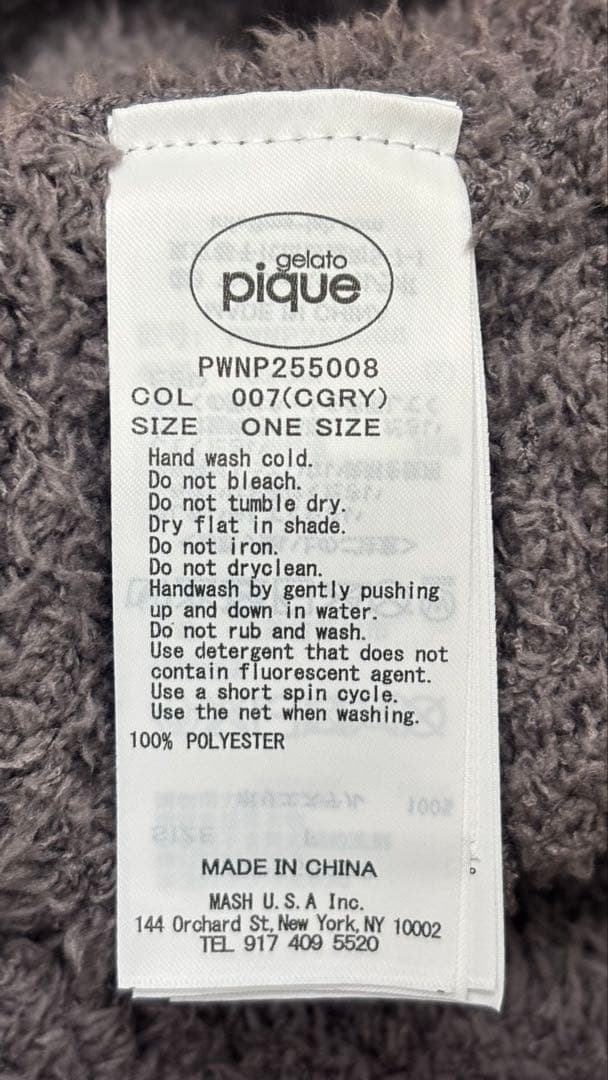 gelato
pique
PWNP255008
COL 007(CGRY)
SIZE ONE SIZE
Hand wash cold.
Do not bleach.
Do not tumble dry.
Dry flat in shade.
Do not iron.
Do not dryclean.
Handwash by gently pushing
up and down in water.
Do not rub and wash.
Use detergent that does not
contain fluorescent agent.
Use a short spin cycle.
Use the net when washing.
100% POLYESTER
MADE IN CHINA
MASH U.S.A Inc.
144 Orchard St, New York, NY 10002
TEL 917 409 5520